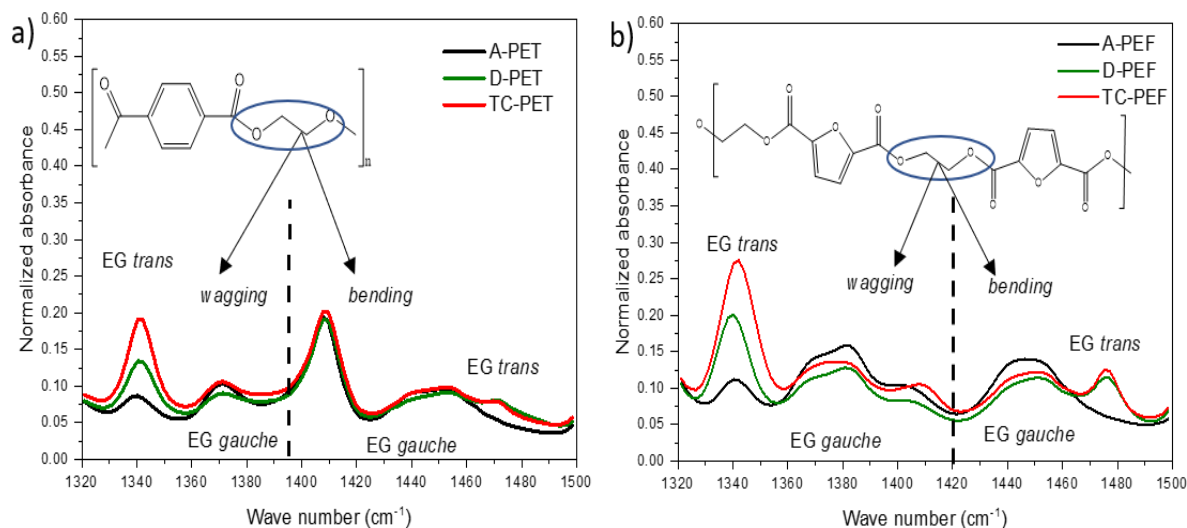 a)
Normalized absorbance
0.60
0.55
0.50
0.45
0.40
0.35
0.30
0.25
0.20
0.15
0.10
0.05
0.00
A-PET
D-PET
TC-PET
O
O
O
O
n
EG trans
wagging
bending
EG trans
EG gauche
EG gauche
1320 1340 1360 1380 1400 1420 1440 1460 1480 1500
Wave number (cm⁻¹)
b)
Normalized absorbance
0.60
0.55
0.50
0.45
0.40
0.35
0.30
0.25
0.20
0.15
0.10
0.05
0.00
A-PEF
D-PEF
TC-PEF
O
O
O
O
O
O
O
O
O
O
O
EG trans
wagging
bending
EG trans
EG gauche
EG gauche
1320 1340 1360 1380 1400 1420 1440 1460 1480 1500
Wave number (cm⁻¹)